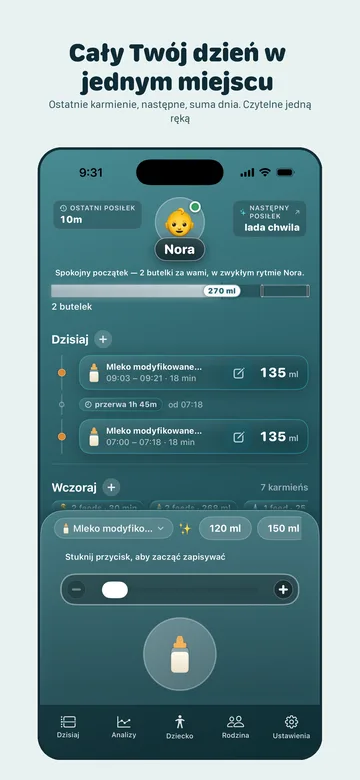 Cały Twój dzień w
jednym miejscu
Ostatnie karmienie, następne, suma dnia. Czytelne jedną
ręką
9:31
OSTATNI POSIŁEK
10m
NASTĘPNY
POSIŁEK
lada chwila
Nora
Spokojny początek — 2 butelki za wami, w zwykłym rytmie Nora.
270 ml
2 butelek
Dzisiaj
Mleko modyfikowane...
09:03 – 09:21 · 18 min
135 ml
przerwa 1h 45m od 07:18
Mleko modyfikowane...
07:00 – 07:18 · 18 min
135 ml
Wczoraj
7 karmień
Mleko modyfiko...
120 ml
150 ml
Stuknij przycisk, aby zacząć zapisywać
Dzisiaj
Analizy
Dziecko
Rodzina
Ustawienia